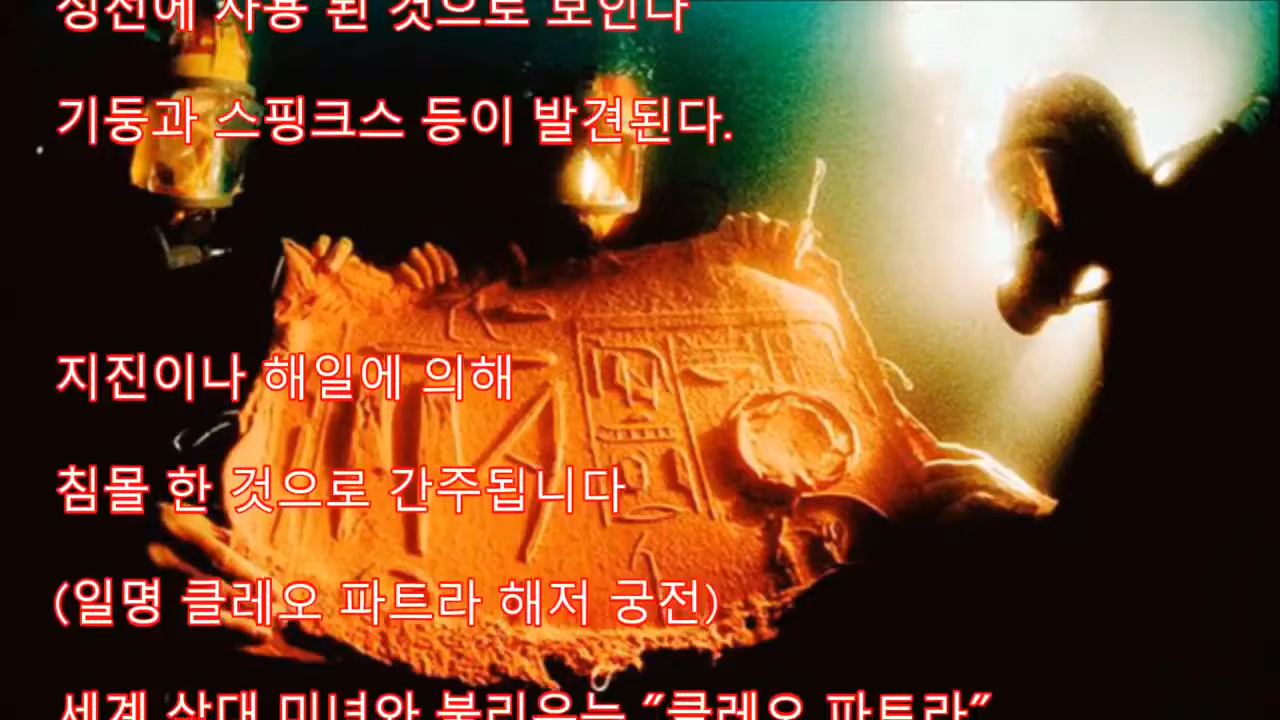 성전에 사용 된 것으로 보인다
기둥과 스핑크스 등이 발견된다.
지진이나 해일에 의해
침몰 한 것으로 간주됩니다
(일명 클레오 파트라 해저 궁전)
세계 삼대 미녀와 불리우는 "클레오 파트라"